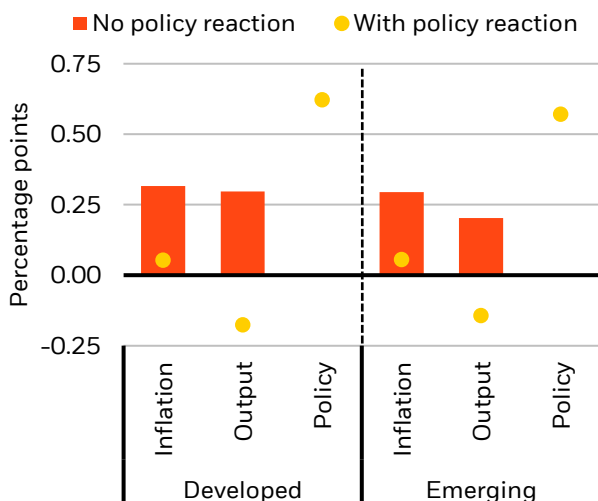 No policy reaction
With policy reaction
Percentage points
0.75
0.50
0.25
0.00
-0.25
Inflation
Output
Policy
Inflation
Output
Policy
Developed
Emerging